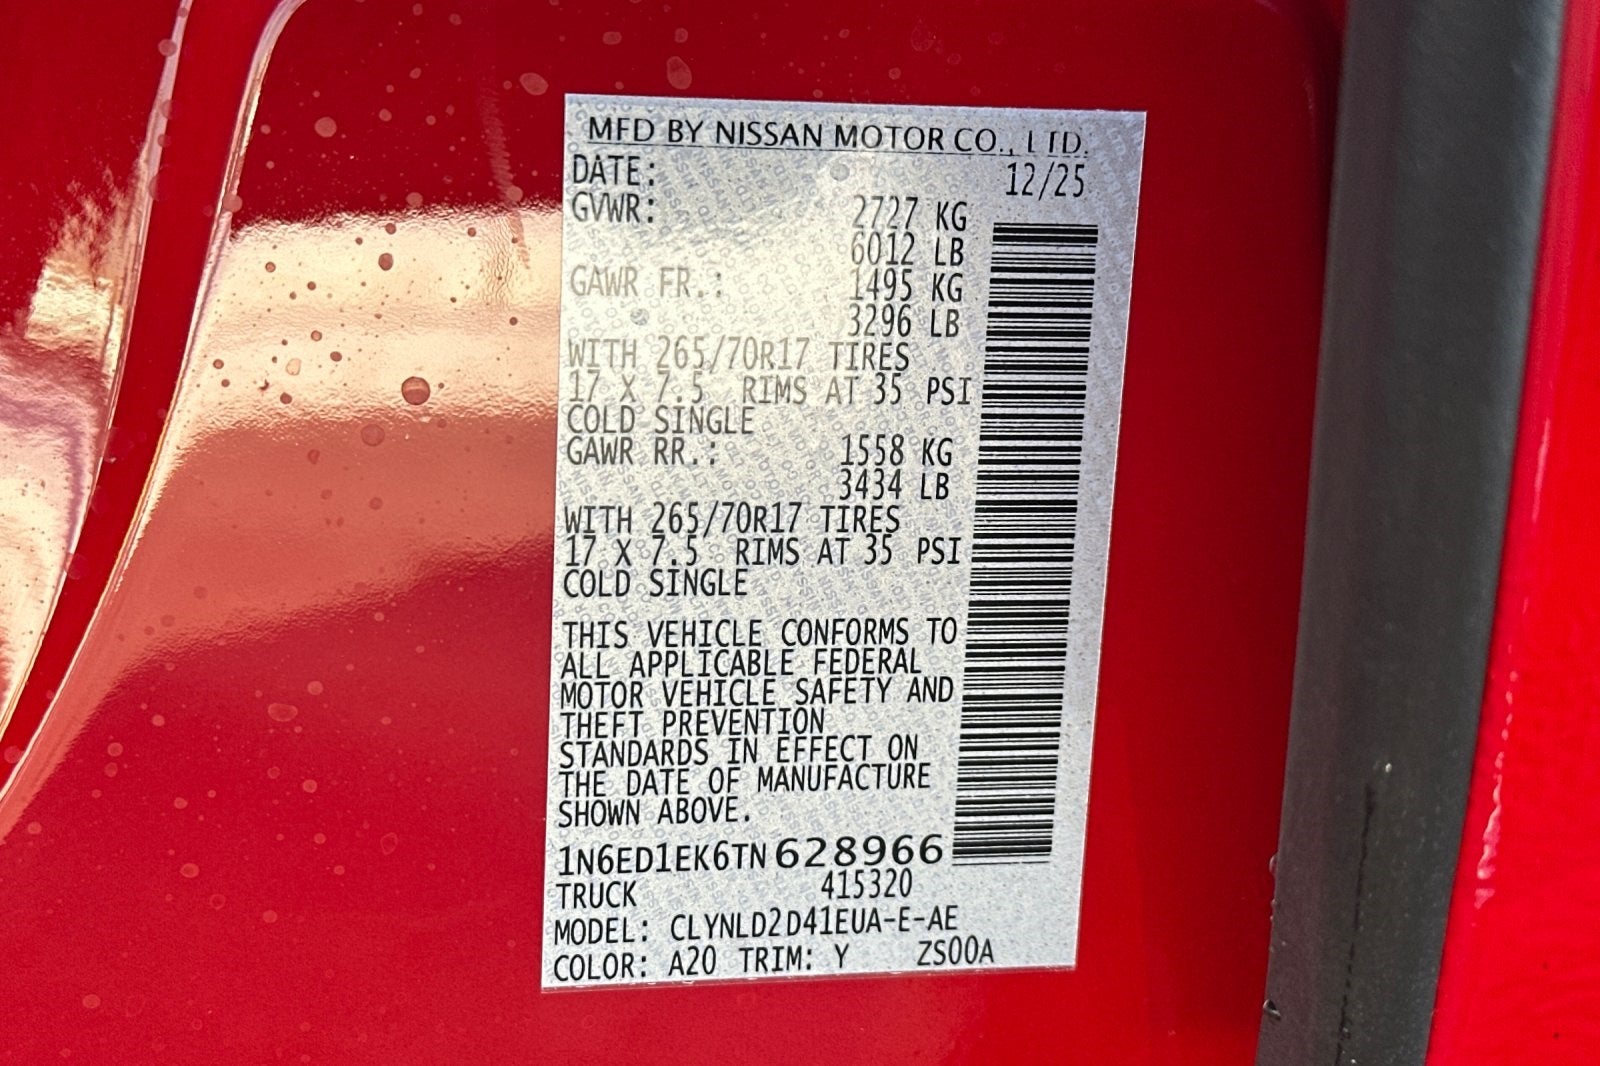 MFD BY NISSAN MOTOR CO., LTD.
DATE: 12/25
GVWR: 2727 KG
6012 LB
GAWR FR.: 1495 KG
3296 LB
WITH 265/70R17 TIRES
17 X 7.5 RIMS AT 35 PSI
COLD SINGLE
GAWR RR.: 1558 KG
3434 LB
WITH 265/70R17 TIRES
17 X 7.5 RIMS AT 35 PSI
COLD SINGLE
THIS VEHICLE CONFORMS TO
ALL APPLICABLE FEDERAL
MOTOR VEHICLE SAFETY AND
THEFT PREVENTION
STANDARDS IN EFFECT ON
THE DATE OF MANUFACTURE
SHOWN ABOVE.
1N6ED1EK6TN628966
TRUCK 415320
MODEL: CLYNLD2D41EUA-E-AE
COLOR: A20 TRIM: Y ZS00A